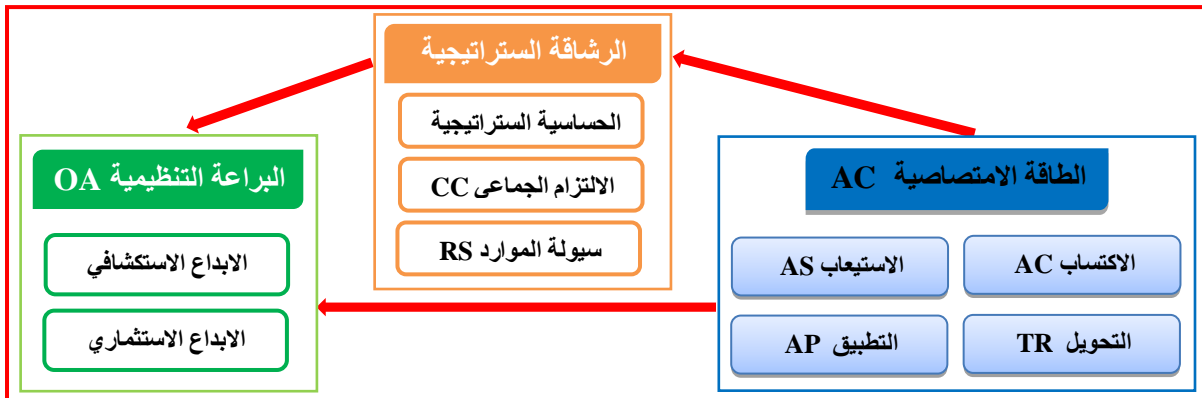 الرشاقة الستراتيجية
الحساسية الستراتيجية
الالتزام الجماعى CC
سيولة الموارد RS
الطاقة الامتصاصية AC
الاكتساب AC
الاستيعاب AS
التحويل TR
التطبيق AP
البراعة التنظيمية OA
الابداع الاستكشافي
الابداع الاستثماري